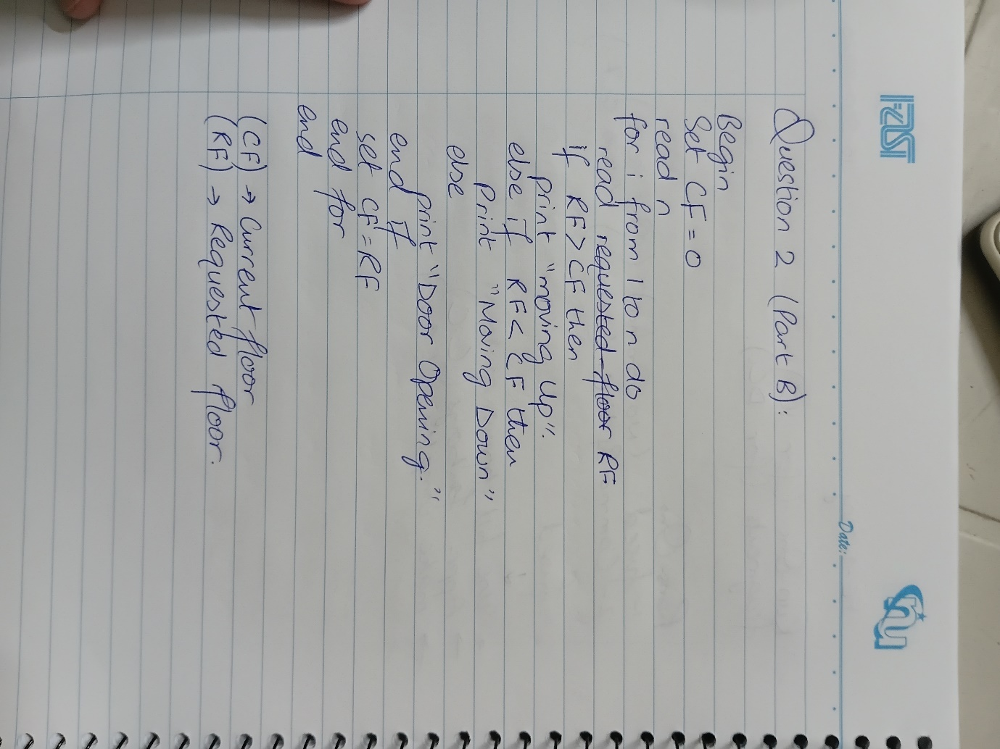 FAST
nu
Date:
Question 2 (Part B):
Begin
Set CF = 0
read n
for i from 1 to n do
read requested floor RF
if RF > CF then
print "moving Up".
else if RF < CF then
Print "Moving Down"
else
print "Door Opening."
end if
set CF = RF
end for
end
(CF) → Current floor
(RF) → Requested floor.